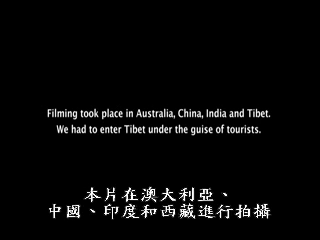 Filming took place in Australia, China, India and Tibet.
We had to enter Tibet under the guise of tourists.
本片在澳大利亞、
中國、印度和西藏進行拍攝